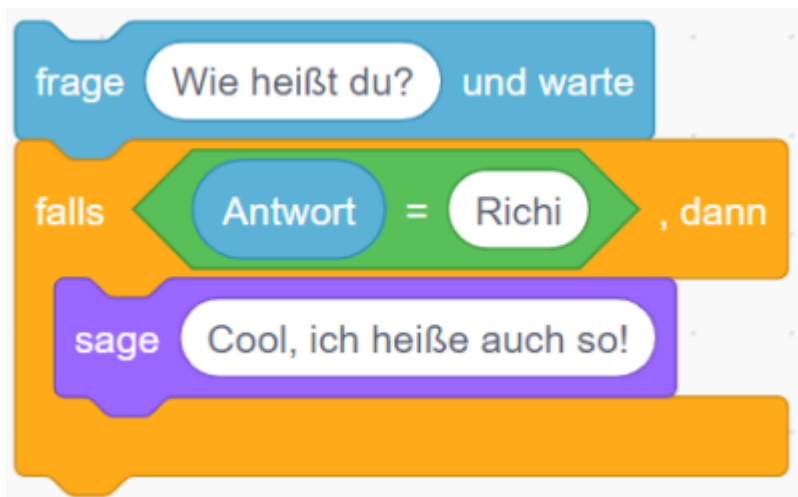 frage Wie heißt du? und warte
falls Antwort = Richi , dann
sage Cool, ich heiße auch so!